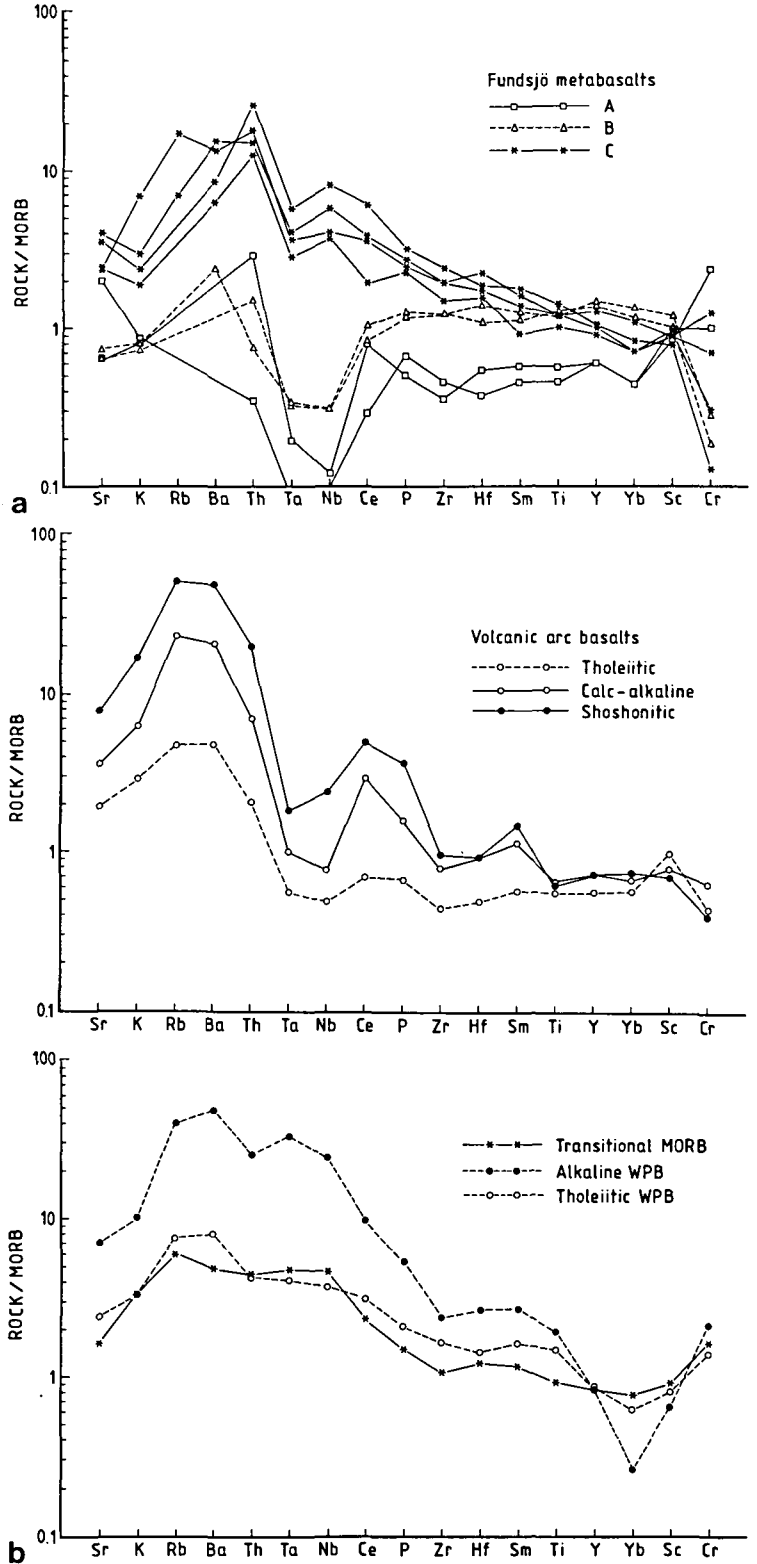 100
10
1
0.1
ROCK/MORB
Fundsjö metabasalts
A
B
C
Sr K Rb Ba Th Ta Nb Ce P Zr Hf Sm Ti Y Yb Sc Cr
a
100
10
1
0.1
ROCK/MORB
Volcanic arc basalts
Tholeiitic
Calc-alkaline
Shoshonitic
Sr K Rb Ba Th Ta Nb Ce P Zr Hf Sm Ti Y Yb Sc Cr
100
10
1
0.1
ROCK/MORB
Transitional MORB
Alkaline WPB
Tholeiitic WPB
Sr K Rb Ba Th Ta Nb Ce P Zr Hf Sm Ti Y Yb Sc Cr
b